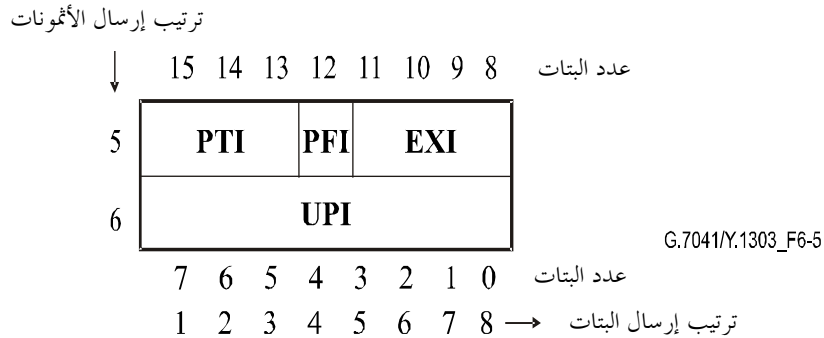 ترتيب إرسال الأثمونات
15 14 13 12 11 10 9 8 عدد البتات
5 PTI PFI EXI
6 UPI
G.7041/Y.1303_F6-5
7 6 5 4 3 2 1 0 عدد البتات
1 2 3 4 5 6 7 8 → ترتيب إرسال البتات